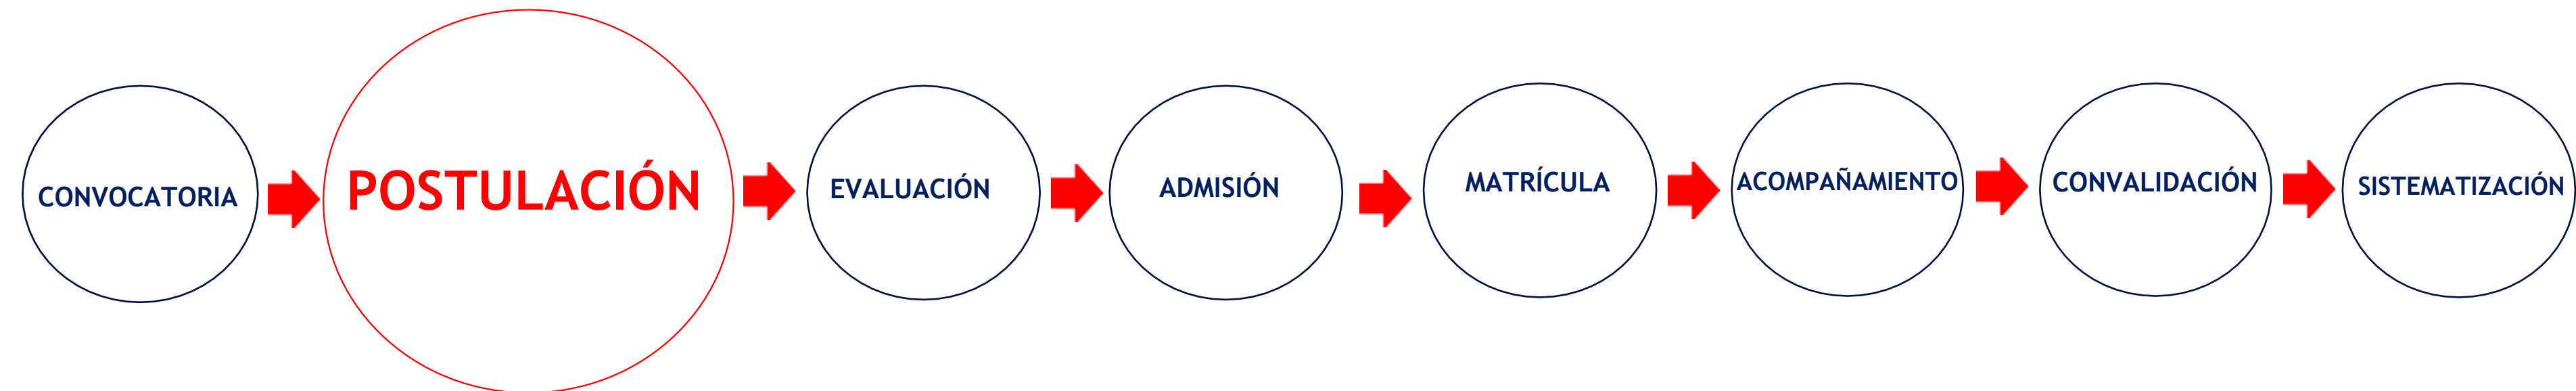 CONVOCATORIA
POSTULACIÓN
EVALUACIÓN
ADMISIÓN
MATRÍCULA
ACOMPAÑAMIENTO
CONVALIDACIÓN
SISTEMATIZACIÓN